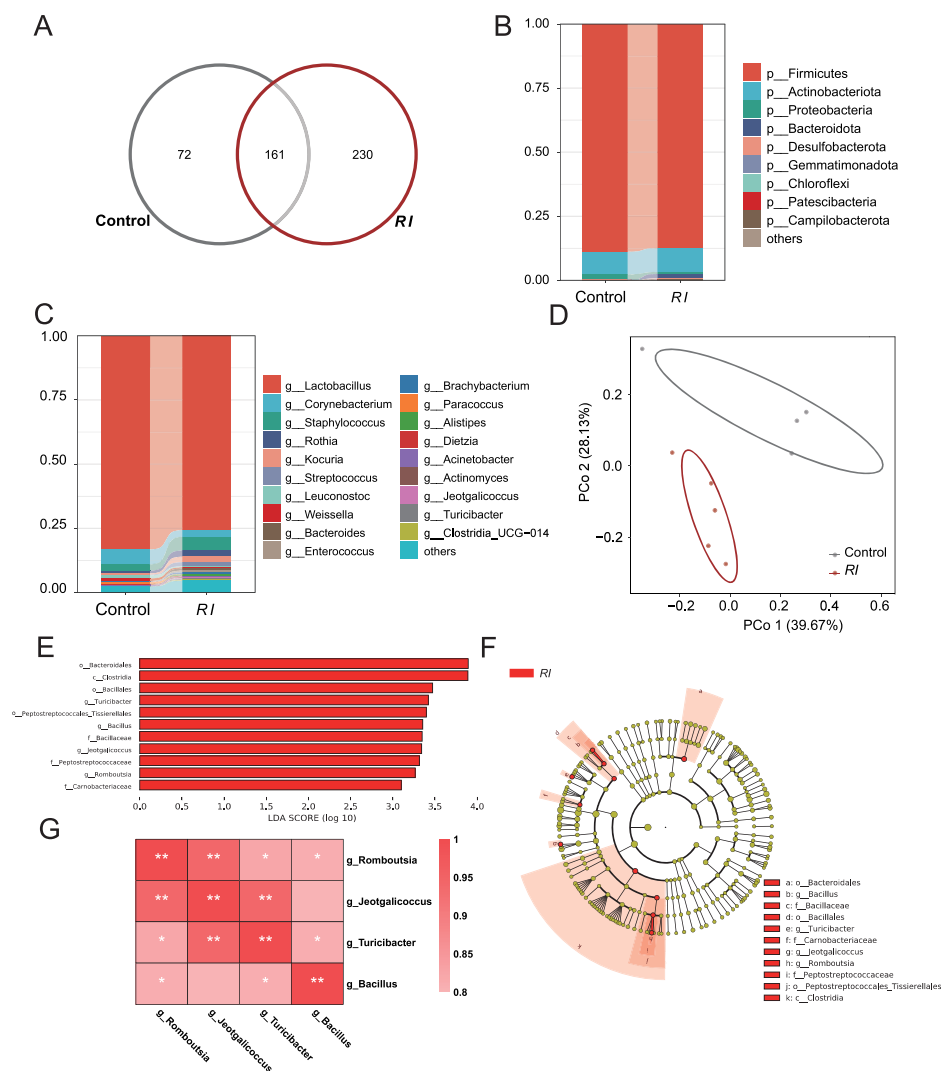 A
72
161
230
Control
RI
B
1.00
0.75
0.50
0.25
0.00
Control
RI
p__Firmicutes
p__Actinobacteriota
p__Proteobacteria
p__Bacteroidota
p__Desulfobacterota
p__Gemmatimonadota
p__Chloroflexi
p__Patescibacteria
p__Campilobacterota
others
C
1.00
0.75
0.50
0.25
0.00
Control
RI
g__Lactobacillus
g__Corynebacterium
g__Staphylococcus
g__Rothia
g__Kocuria
g__Streptococcus
g__Leuconostoc
g__Weissella
g__Bacteroides
g__Enterococcus
g__Brachybacterium
g__Paracoccus
g__Alistipes
g__Dietzia
g__Acinetobacter
g__Actinomyces
g__Jeotgalicoccus
g__Turicibacter
g__Clostridia_UCG−014
others
D
PCo 2 (28.13%)
0.2
0.0
−0.2
−0.2
0.0
0.2
0.4
0.6
PCo 1 (39.67%)
Control
RI
E
o__Bacteroidales
c__Clostridia
o__Bacillales
g__Turicibacter
o__Peptostreptococcales_Tissierellales
g__Bacillus
f__Bacillaceae
g__Jeotgalicoccus
f__Peptostreptococcaceae
g__Romboutsia
f__Carnobacteriaceae
0.0
0.5
1.0
1.5
2.0
2.5
3.0
3.5
4.0
LDA SCORE (log 10)
F
RI
a
k
a: o__Bacteroidales
b: g__Bacillus
c: f__Bacillaceae
d: o__Bacillales
e: g__Turicibacter
f: f__Carnobacteriaceae
g: g__Jeotgalicoccus
h: g__Romboutsia
i: f__Peptostreptococcaceae
j: o__Peptostreptococcales_Tissierellales
k: c__Clostridia
G
** ** * * g_Romboutsia
** ** ** g_Jeotgalicoccus
* ** ** * g_Turicibacter
* * ** g_Bacillus
g_Romboutsia
g_Jeotgalicoccus
g_Turicibacter
g_Bacillus
1
0.95
0.9
0.85
0.8